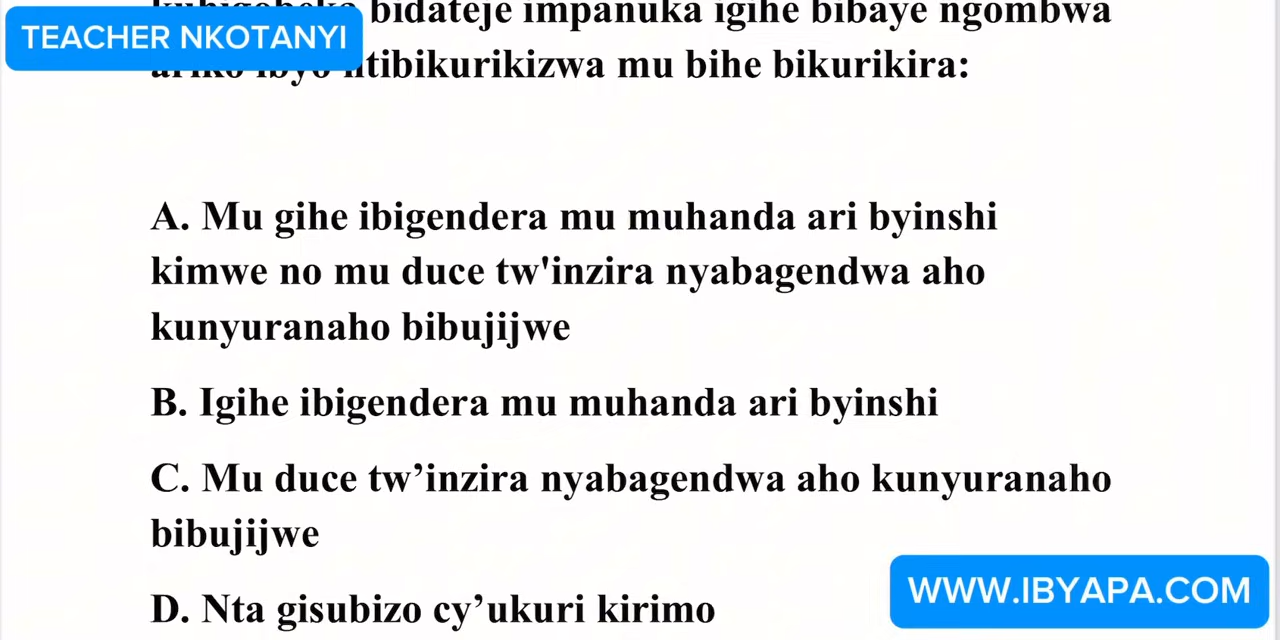 TEACHER NKOTANYI
bidateje impanuka igihe bibaye ngombwa
ntibikurikizwa mu bihe bikurikira:
A. Mu gihe ibigendera mu muhanda ari byinshi
kimwe no mu duce tw'inzira nyabagendwa aho
kunyuranaho bibujijwe
B. Igihe ibigendera mu muhanda ari byinshi
C. Mu duce tw’inzira nyabagendwa aho kunyuranaho
bibujijwe
D. Nta gisubizo cy’ukuri kirimo
WWW.IBYAPA.COM